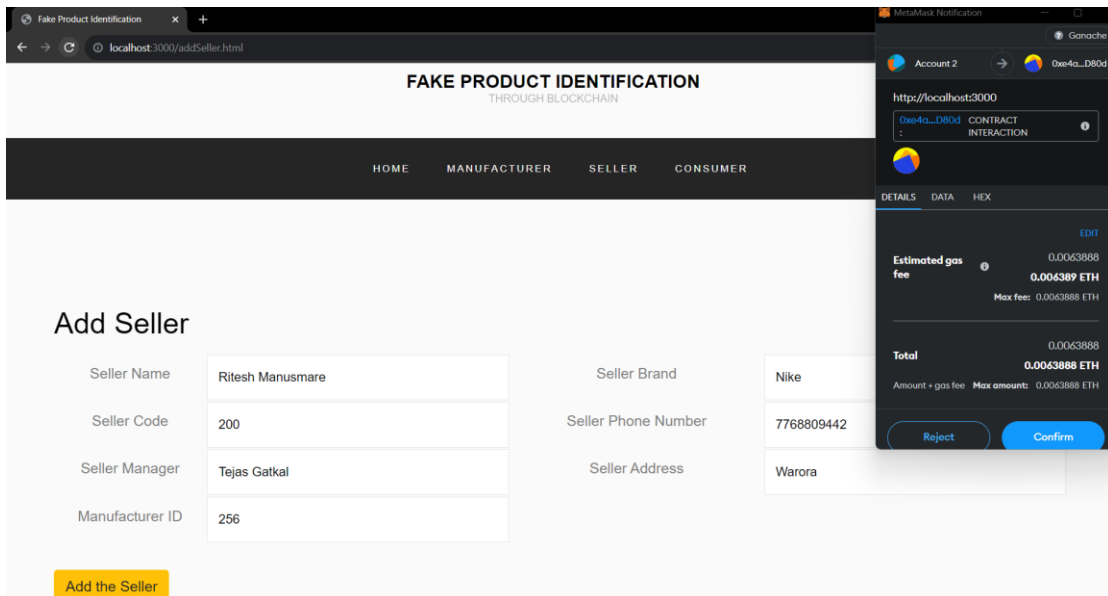 Fake Product Identification
localhost:3000/addSeller.html
FAKE PRODUCT IDENTIFICATION
THROUGH BLOCKCHAIN
HOME MANUFACTURER SELLER CONSUMER
Add Seller
Seller Name Ritesh Manusmare Seller Brand Nike
Seller Code 200 Seller Phone Number 7768809442
Seller Manager Tejas Gatkal Seller Address Warora
Manufacturer ID 256
Add the Seller
MetaMask Notification
Ganache
Account 2 0xe4a...D80d
http://localhost:3000
0xe4a...D80d CONTRACT
: INTERACTION
DETAILS DATA HEX
EDIT
Estimated gas 0.0063888
fee 0.006389 ETH
Max fee: 0.0063888 ETH
0.0063888
Total
0.0063888 ETH
Amount + gas fee Max amount: 0.0063888 ETH
Reject Confirm